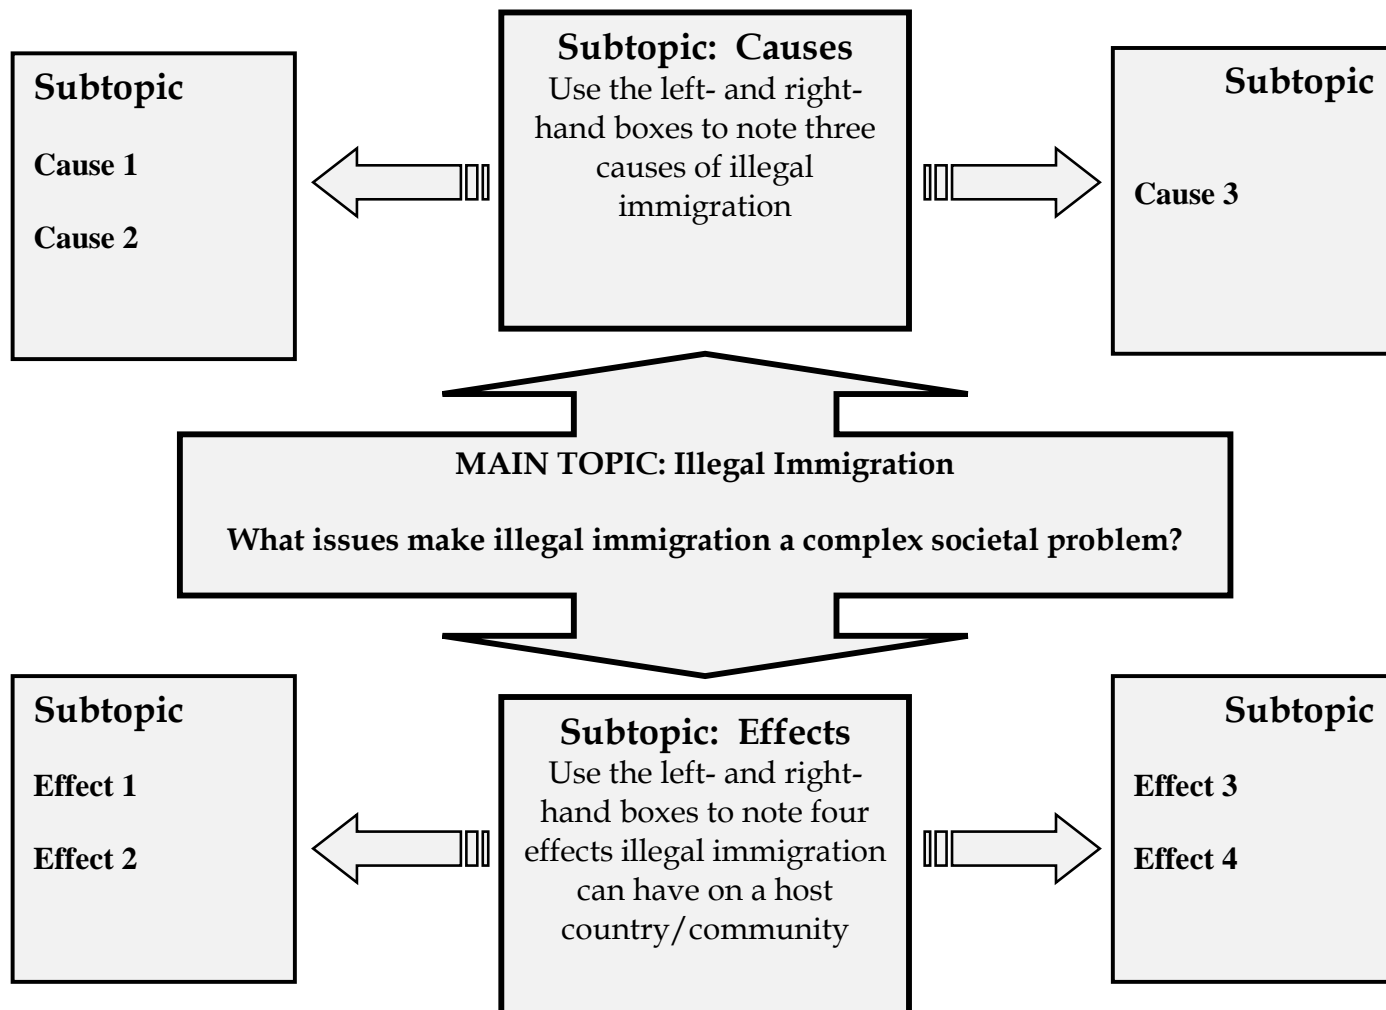 Subtopic
Cause 1
Cause 2
Subtopic: Causes
Use the left- and right-
hand boxes to note three
causes of illegal
immigration
Subtopic
Cause 3
MAIN TOPIC: Illegal Immigration
What issues make illegal immigration a complex societal problem?
Subtopic
Effect 1
Effect 2
Subtopic: Effects
Use the left- and right-
hand boxes to note four
effects illegal immigration
can have on a host
country/community
Subtopic
Effect 3
Effect 4